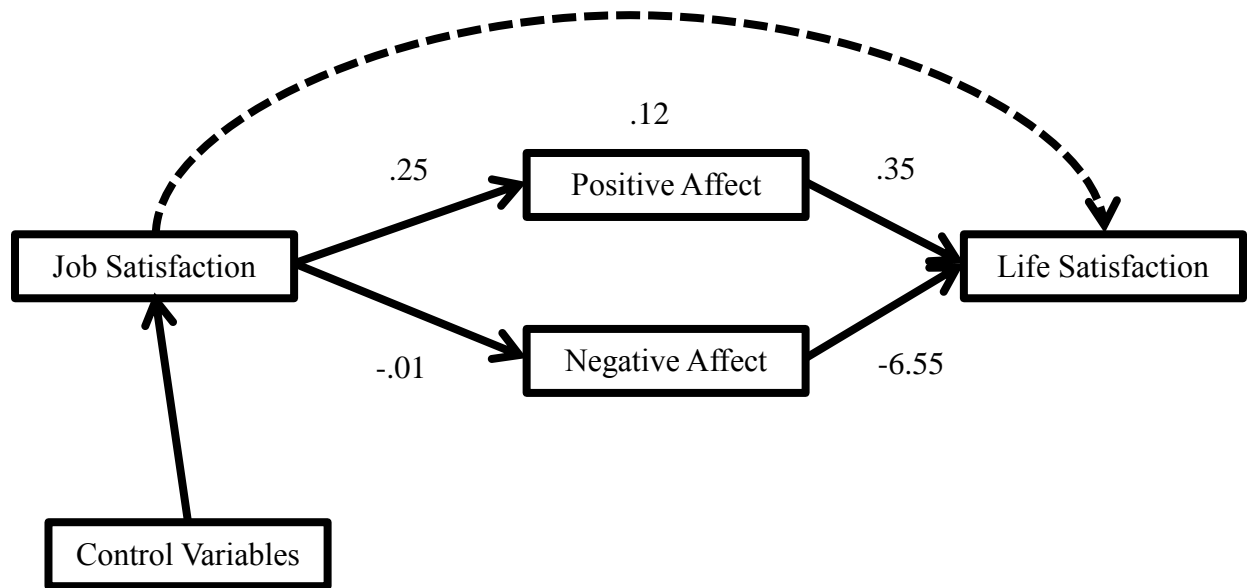 .12
.25
Positive Affect
.35
Job Satisfaction
Life Satisfaction
-.01
Negative Affect
-6.55
Control Variables